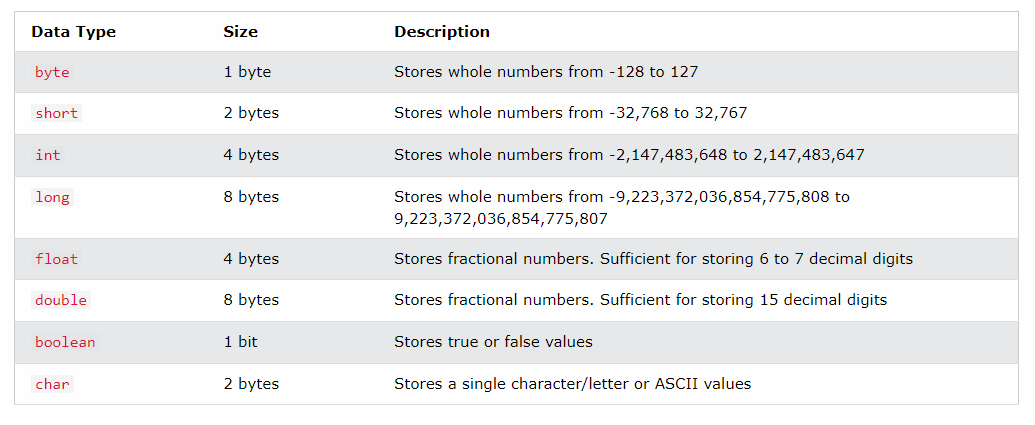 Data Type Size Description
byte 1 byte Stores whole numbers from -128 to 127
short 2 bytes Stores whole numbers from -32,768 to 32,767
int 4 bytes Stores whole numbers from -2,147,483,648 to 2,147,483,647
long 8 bytes Stores whole numbers from -9,223,372,036,854,775,808 to
9,223,372,036,854,775,807
float 4 bytes Stores fractional numbers. Sufficient for storing 6 to 7 decimal digits
double 8 bytes Stores fractional numbers. Sufficient for storing 15 decimal digits
boolean 1 bit Stores true or false values
char 2 bytes Stores a single character/letter or ASCII values